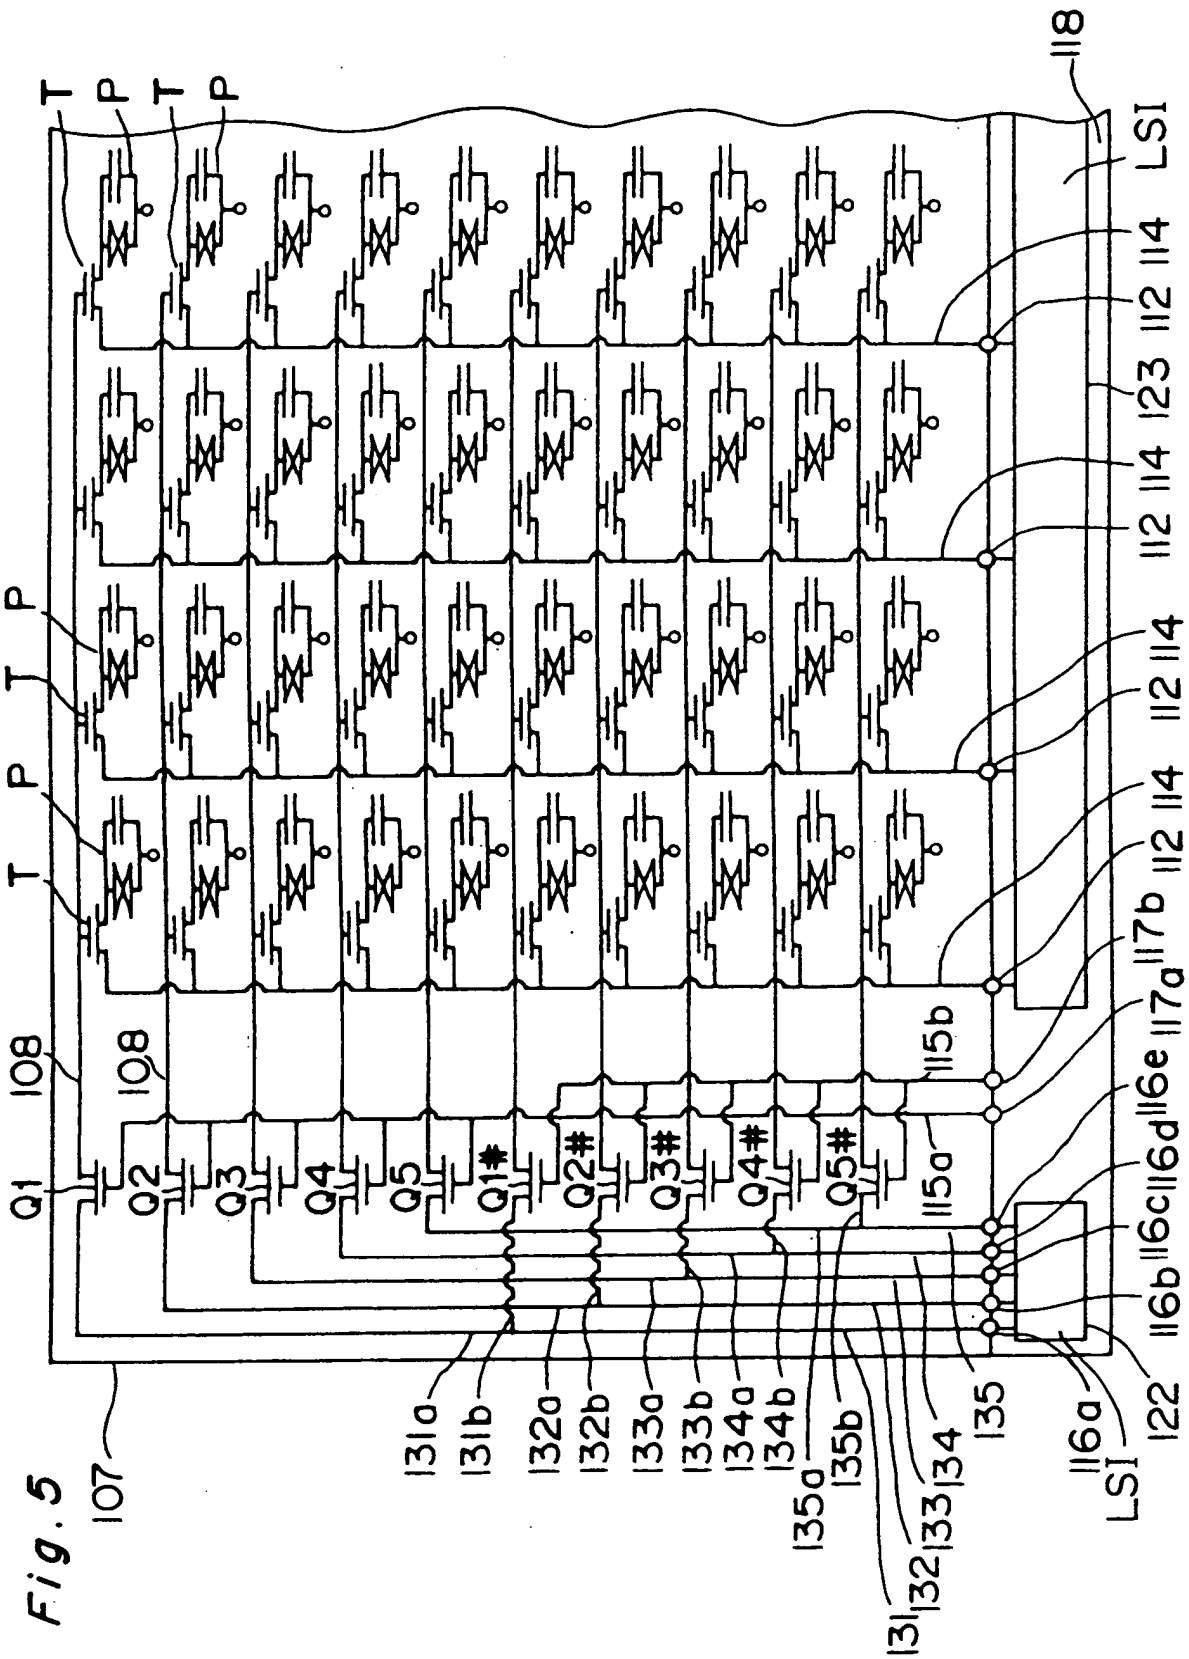 Fig. 5
107
108
108
T
P
T
P
T
P
T
P
Q1
Q2
Q3
Q4
Q5
Q1#
Q2#
Q3#
Q4#
Q5#
115b
115a
131a
131b
132a
132b
133a
133b
134a
134b
135a
135b
131
132
133
134
135
116a
LSI
122
116b
116c
116d
116e
117a
117b
112
114
112
114
112
114
123
112
114
LSI
118